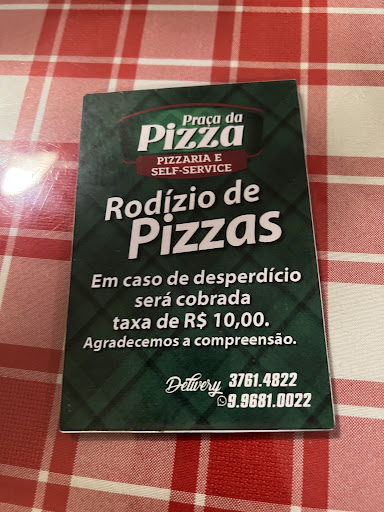 Praça da
Pizza
PIZZARIA E
SELF-SERVICE
Rodízio de
Pizzas
Em caso de desperdício
será cobrada
taxa de R$ 10,00.
Agradecemos a compreensão.
Delivery 3761.4822
9.9681.0022